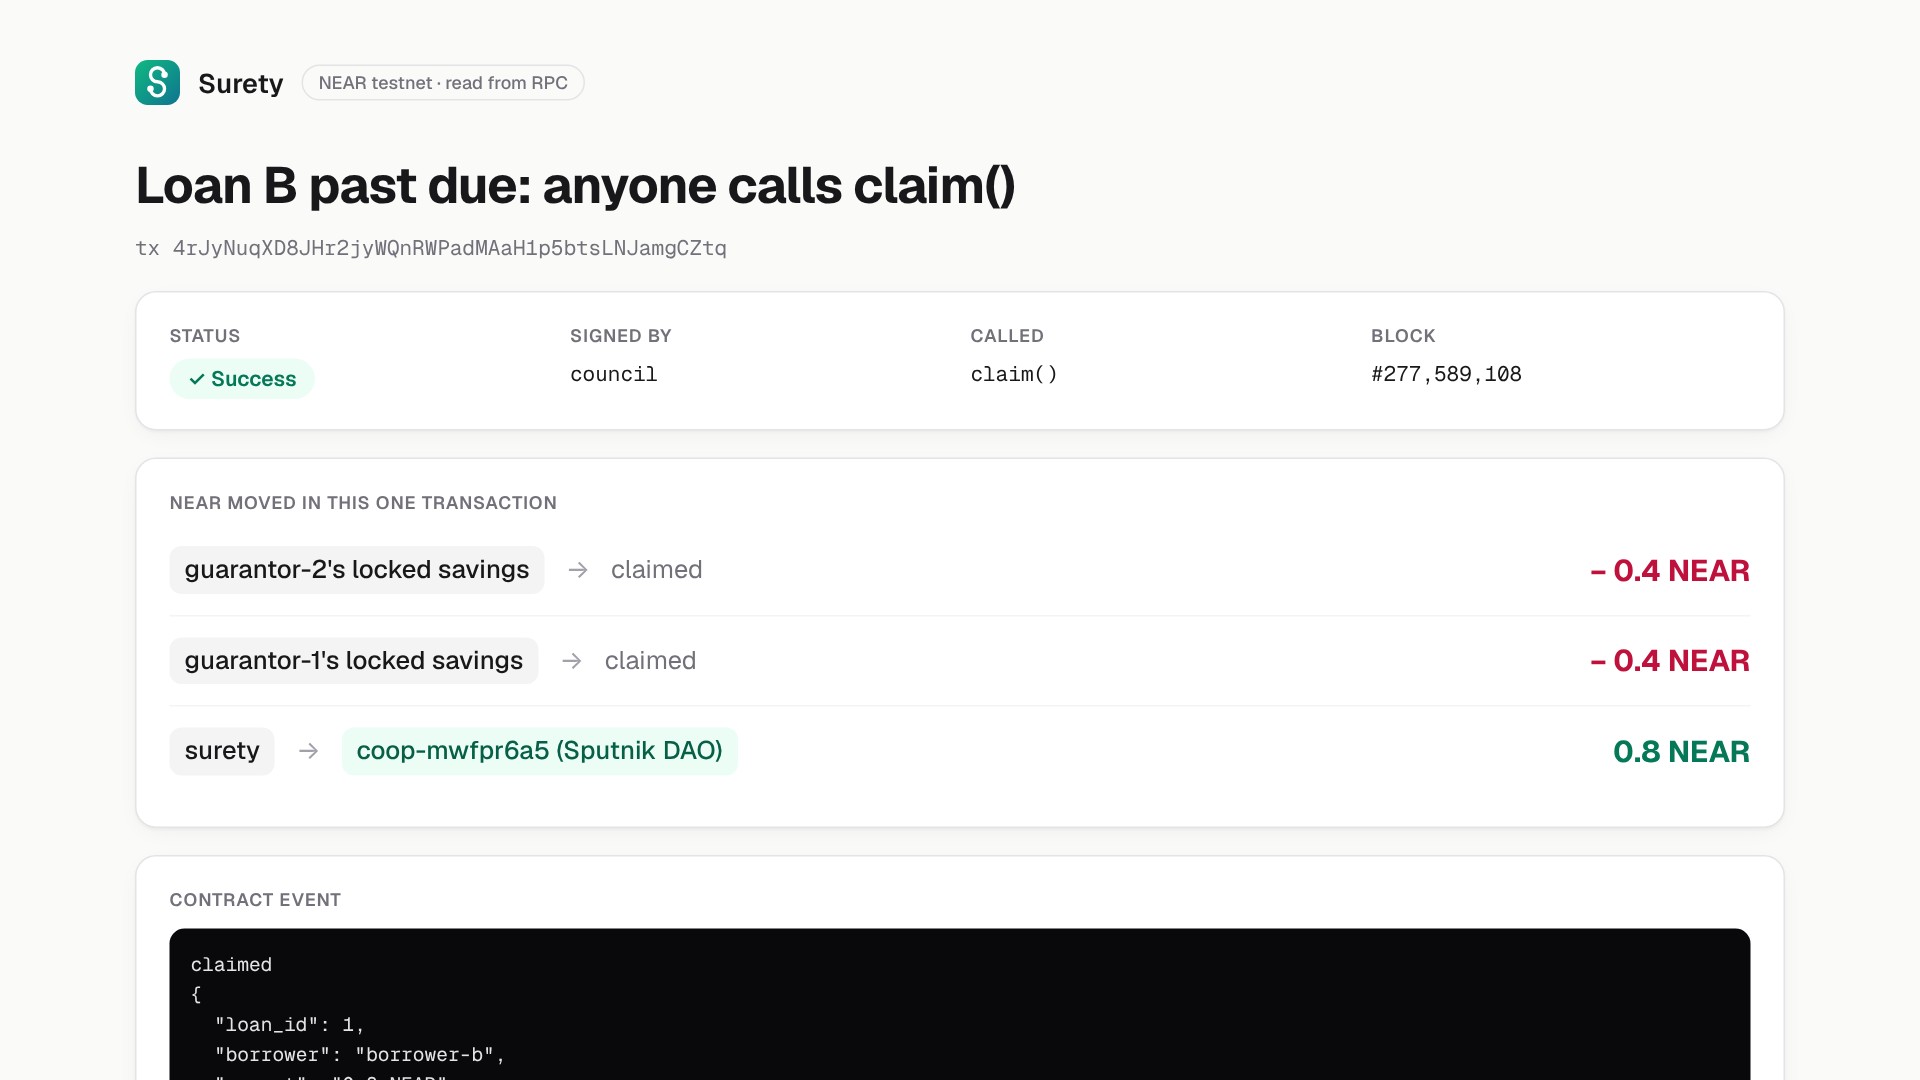 Surety
NEAR testnet · read from RPC
Loan B past due: anyone calls claim()
tx 4rJyNuqXD8JHr2jyWQnRWPadMAaH1p5btsLNJamgCZtq
STATUS
SIGNED BY
CALLED
BLOCK
✓ Success
council
claim()
#277,589,108
NEAR MOVED IN THIS ONE TRANSACTION
guarantor-2's locked savings → claimed – 0.4 NEAR
guarantor-1's locked savings → claimed – 0.4 NEAR
surety → coop-mwfpr6a5 (Sputnik DAO) 0.8 NEAR
CONTRACT EVENT
claimed
{
"loan_id": 1,
"borrower": "borrower-b",